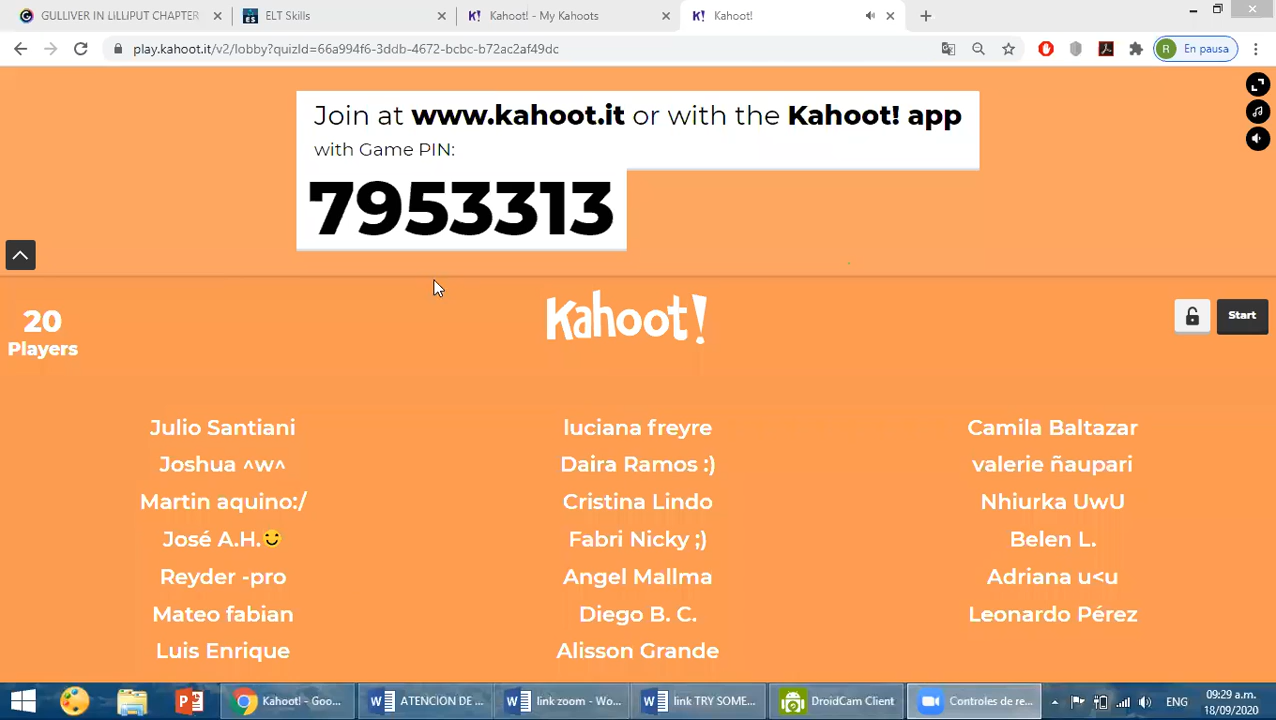 GULLIVER IN LILLIPUT CHAPTER
ELT Skills
Kahoot! - My Kahoots
Kahoot!
play.kahoot.it/v2/lobby?quizId=66a994f6-3ddb-4672-bcbc-b72ac2af49dc
R En pausa
Join at www.kahoot.it or with the Kahoot! app
with Game PIN:
7953313
20
Players
Kahoot!
Start
Julio Santiani
luciana freyre
Camila Baltazar
Joshua ^w^
Daira Ramos :)
valerie ñaupari
Martin aquino:/
Cristina Lindo
Nhiurka UwU
José A.H.😃
Fabri Nicky ;)
Belen L.
Reyder -pro
Angel Mallma
Adriana u<u
Mateo fabian
Diego B. C.
Leonardo Pérez
Luis Enrique
Alisson Grande
Kahoot! - Goo...
ATENCION DE ...
link zoom - Wo...
link TRY SOME...
DroidCam Client
Controles de re...
ENG
09:29 a.m.
18/09/2020